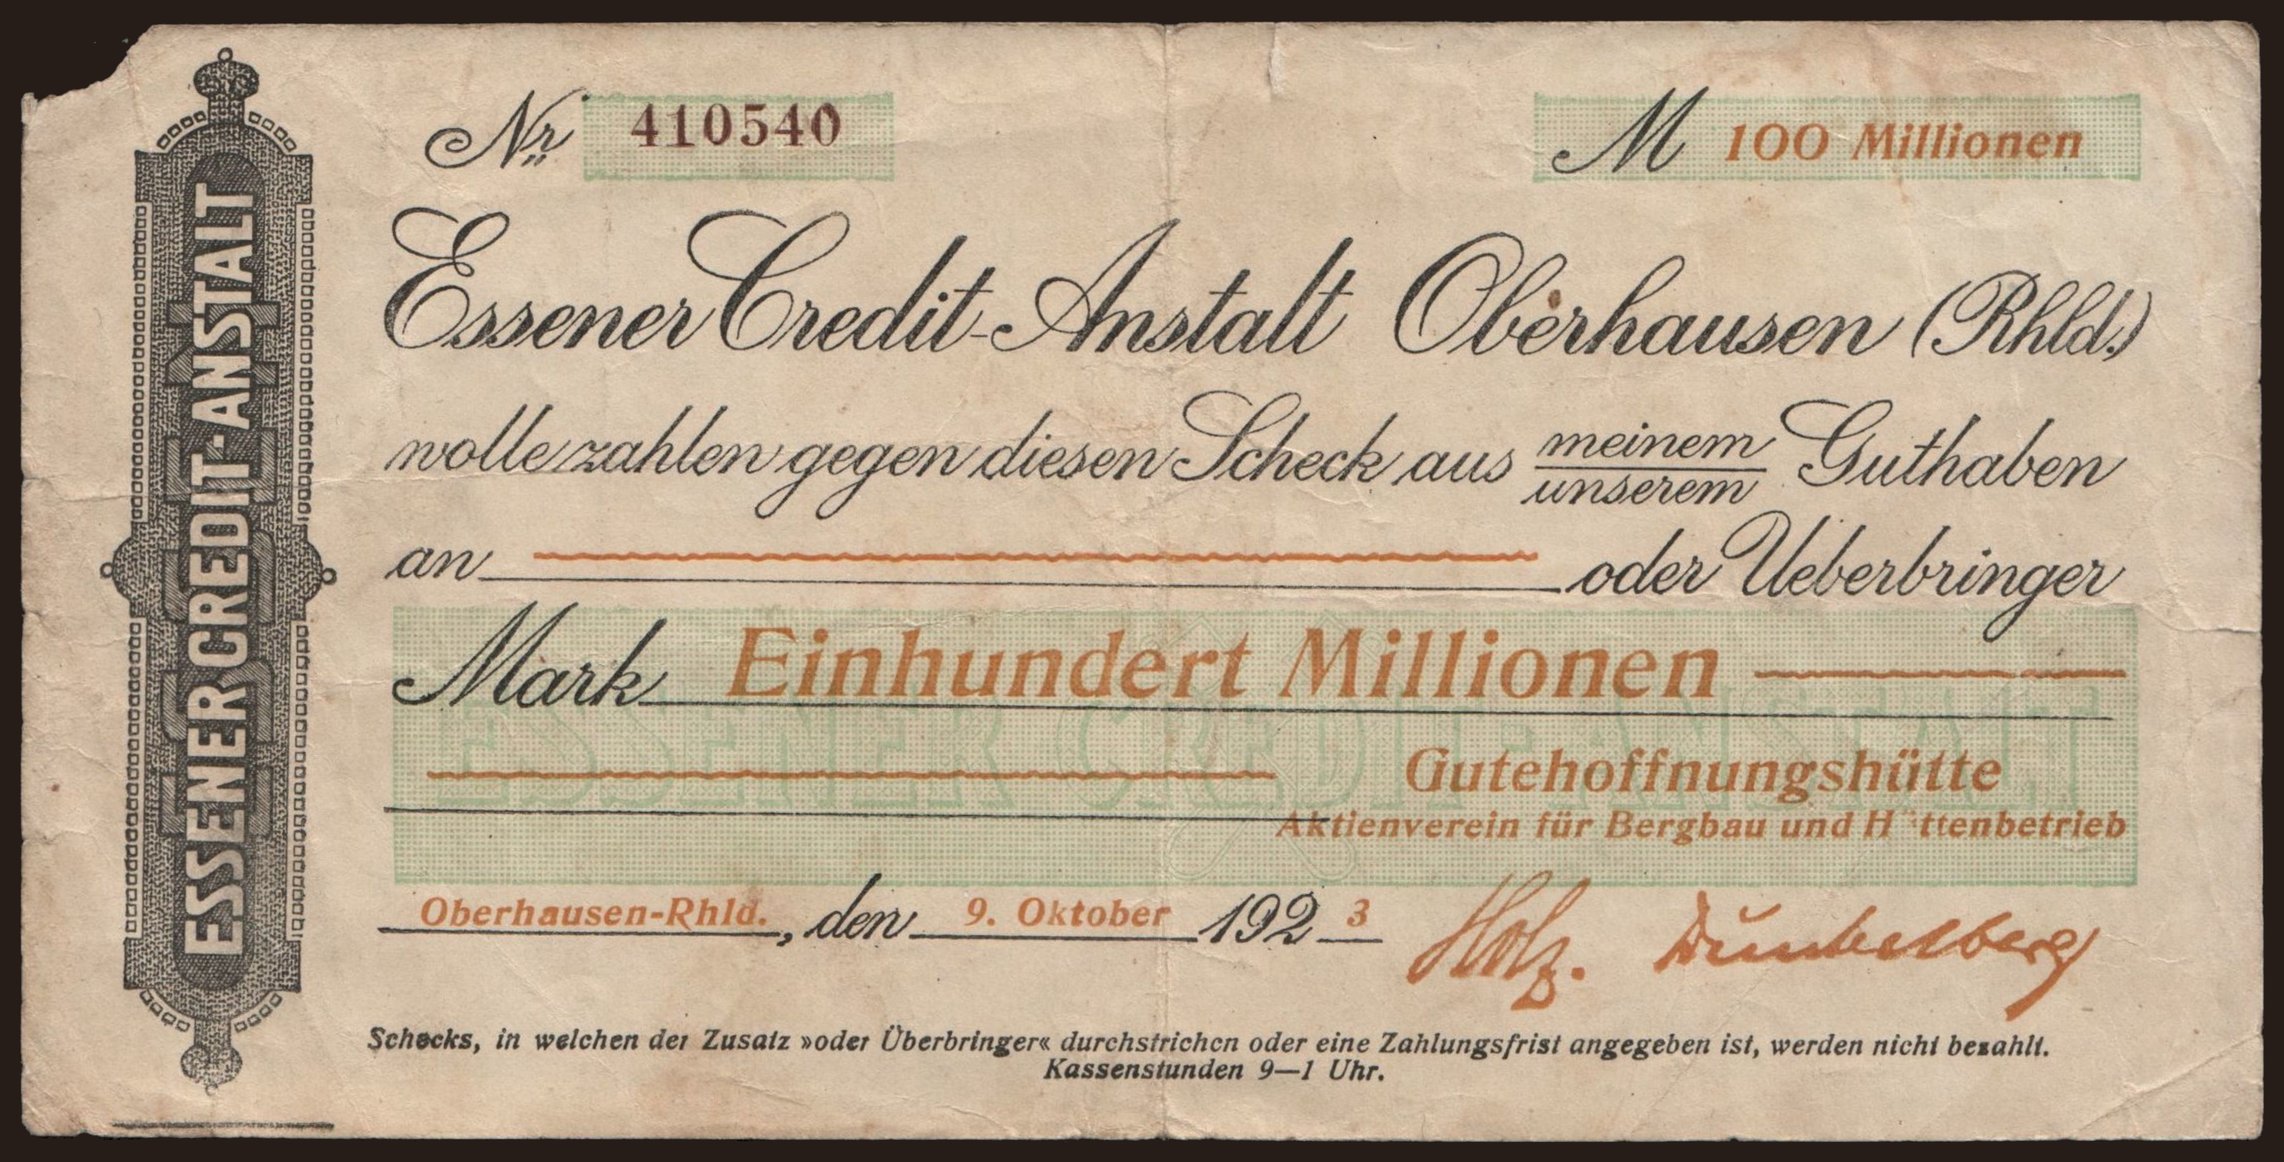 ESSENER CREDIT-ANSTALT
Nr. 410540
M 100 Millionen
Essener Credit-Anstalt Oberhausen (Rhld.)
wolle zahlen gegen diesen Scheck aus meinem Guthaben
unserem
an oder Ueberbringer
Mark Einhundert Millionen
ESSENER CREDIT-ANSTALT
Gutehoffnungshütte
Aktienverein für Bergbau und Hüttenbetrieb
Oberhausen-Rhld., den 9. Oktober 1923
Holz. Dunkelberg
Schecks, in welchen der Zusatz »oder Überbringer« durchstrichen oder eine Zahlungsfrist angegeben ist, werden nicht bezahlt.
Kassenstunden 9—1 Uhr.